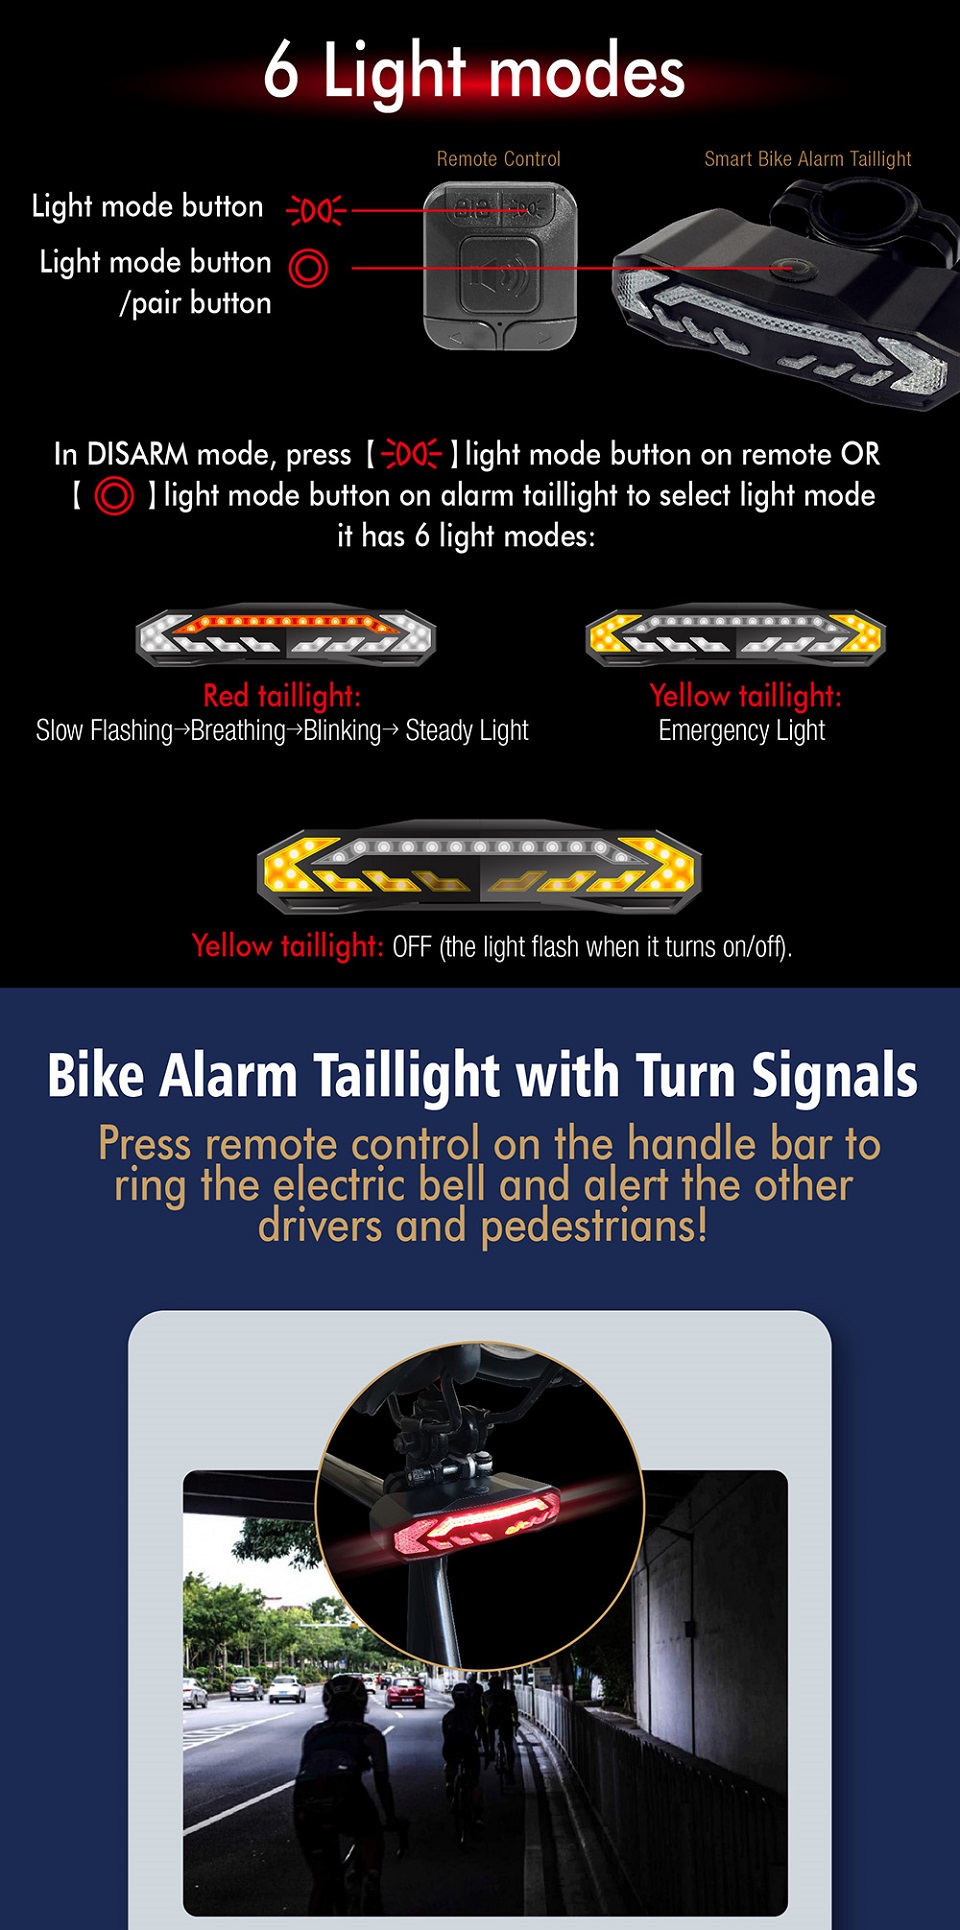 6 Light modes
Remote Control
Smart Bike Alarm Taillight
Light mode button
Light mode button
/pair button
In DISARM mode, press【 】light mode button on remote OR
【 】light mode button on alarm taillight to select light mode
it has 6 light modes:
Red taillight:
Slow Flashing→Breathing→Blinking→ Steady Light
Yellow taillight:
Emergency Light
Yellow taillight: OFF (the light flash when it turns on/off).
Bike Alarm Taillight with Turn Signals
Press remote control on the handle bar to
ring the electric bell and alert the other
drivers and pedestrians!